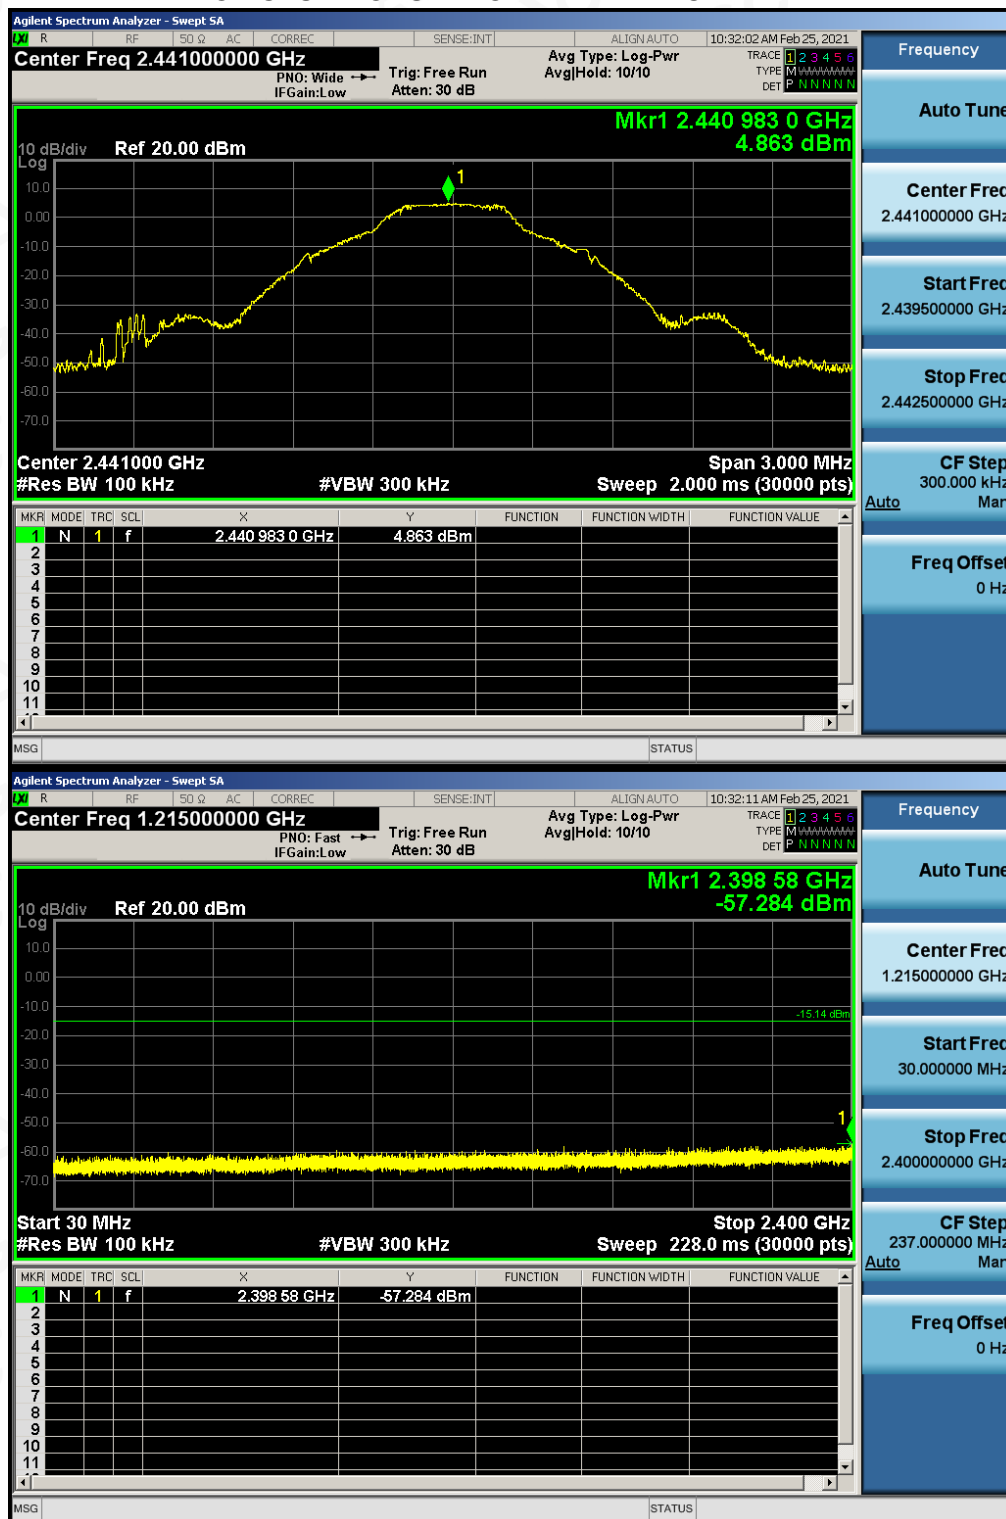 Agilent Spectrum Analyzer - Swept SA
LXI R RF 50 Ω AC CORREC SENSE:INT ALIGN AUTO 10:32:02 AM Feb 25, 2021
Center Freq 2.441000000 GHz
PNO: Wide
IFGain:Low
Trig: Free Run
Atten: 30 dB
Avg Type: Log-Pwr
Avg|Hold: 10/10
TRACE 1 2 3 4 5 6
TYPE M
DET P N N N N N
Mkr1 2.440 983 0 GHz
4.863 dBm
10 dB/div Ref 20.00 dBm
Log
10.0
0.00
-10.0
-20.0
-30.0
-40.0
-50.0
-60.0
-70.0
1
Center 2.441000 GHz Span 3.000 MHz
#Res BW 100 kHz #VBW 300 kHz Sweep 2.000 ms (30000 pts)
MKR MODE TRC SCL X Y FUNCTION FUNCTION WIDTH FUNCTION VALUE
1 N 1 f 2.440 983 0 GHz 4.863 dBm
2
3
4
5
6
7
8
9
10
11
MSG STATUS
Frequency
Auto Tune
Center Freq
2.441000000 GHz
Start Freq
2.439500000 GHz
Stop Freq
2.442500000 GHz
CF Step
300.000 kHz
Auto Man
Freq Offset
0 Hz
Agilent Spectrum Analyzer - Swept SA
LXI R RF 50 Ω AC CORREC SENSE:INT ALIGN AUTO 10:32:11 AM Feb 25, 2021
Center Freq 1.215000000 GHz
PNO: Fast
IFGain:Low
Trig: Free Run
Atten: 30 dB
Avg Type: Log-Pwr
Avg|Hold: 10/10
TRACE 1 2 3 4 5 6
TYPE M
DET P N N N N N
Mkr1 2.398 58 GHz
-57.284 dBm
10 dB/div Ref 20.00 dBm
Log
10.0
0.00
-10.0
-20.0
-30.0
-40.0
-50.0
-60.0
-70.0
-15.14 dBm
1
Start 30 MHz Stop 2.400 GHz
#Res BW 100 kHz #VBW 300 kHz Sweep 228.0 ms (30000 pts)
MKR MODE TRC SCL X Y FUNCTION FUNCTION WIDTH FUNCTION VALUE
1 N 1 f 2.398 58 GHz -57.284 dBm
2
3
4
5
6
7
8
9
10
11
MSG STATUS
Frequency
Auto Tune
Center Freq
1.215000000 GHz
Start Freq
30.000000 MHz
Stop Freq
2.400000000 GHz
CF Step
237.000000 MHz
Auto Man
Freq Offset
0 Hz